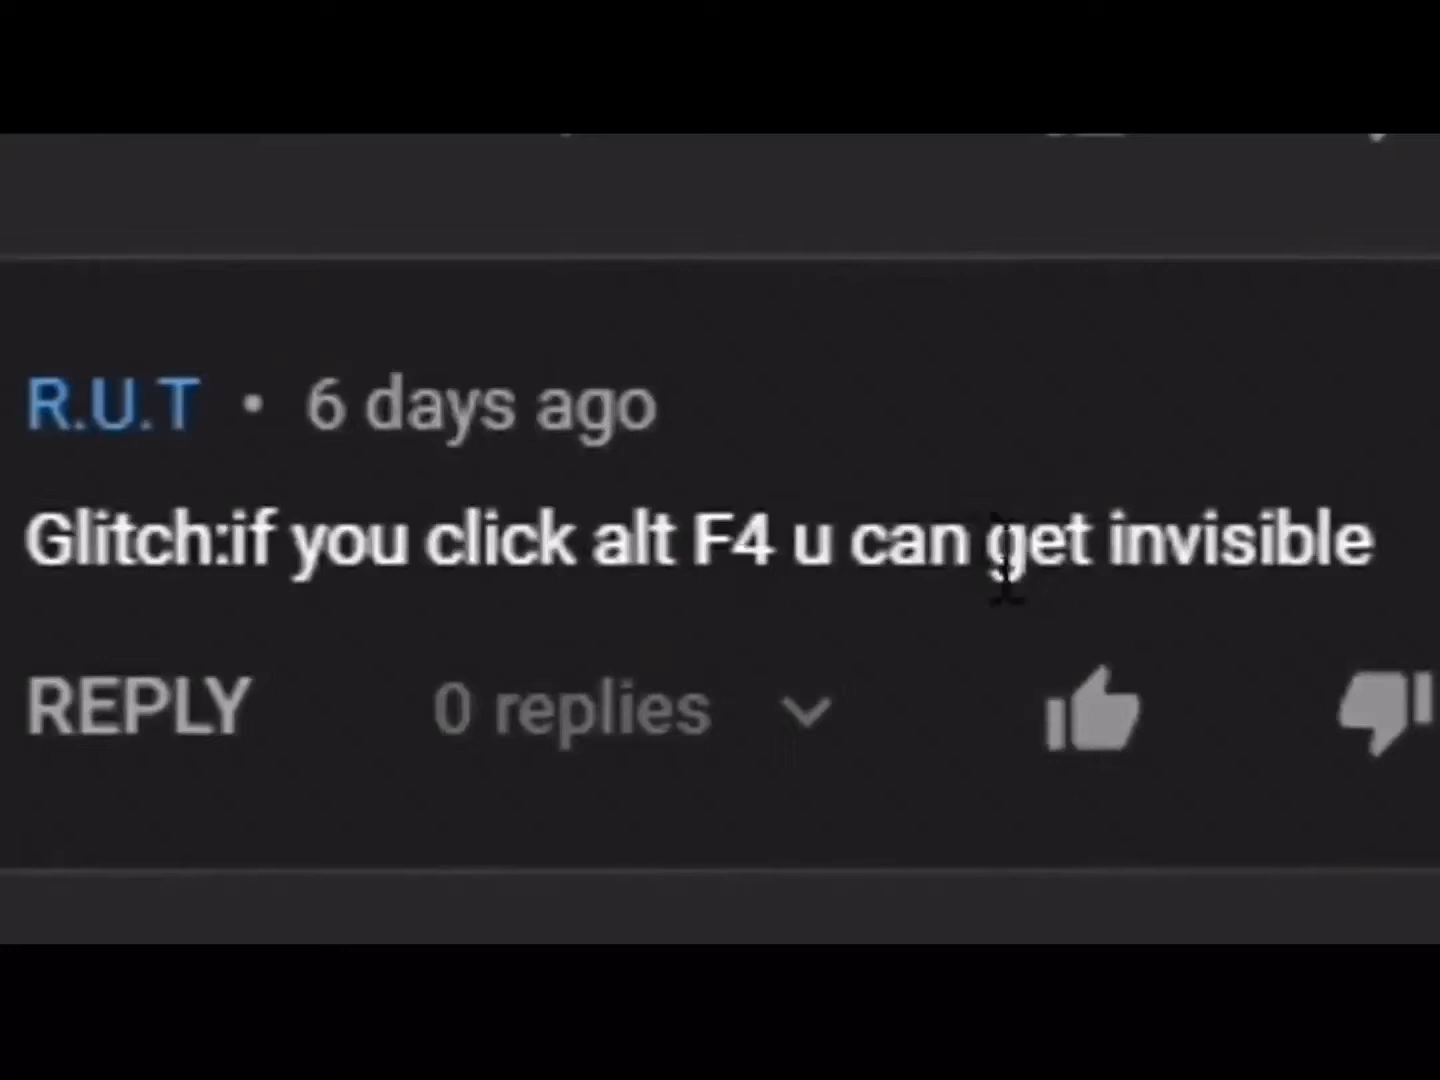 R.U.T • 6 days ago
Glitch:if you click alt F4 u can get invisible
REPLY 0 replies